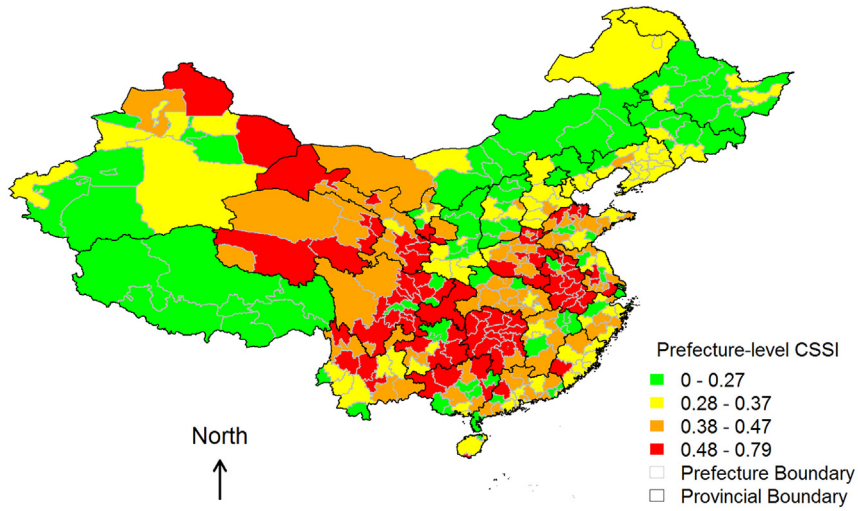 Prefecture-level CSSI
0 - 0.27
0.28 - 0.37
0.38 - 0.47
0.48 - 0.79
Prefecture Boundary
Provincial Boundary
North